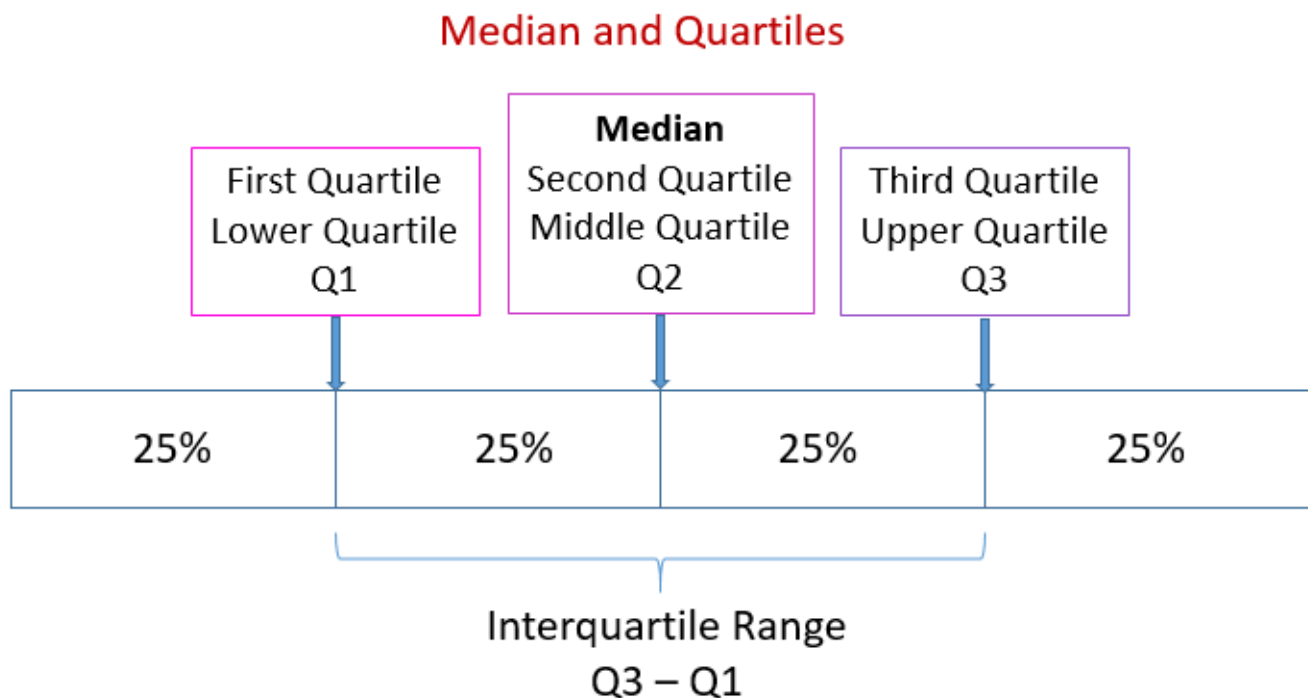 Median and Quartiles
First Quartile
Lower Quartile
Q1
Median
Second Quartile
Middle Quartile
Q2
Third Quartile
Upper Quartile
Q3
25%
25%
25%
25%
Interquartile Range
Q3 – Q1